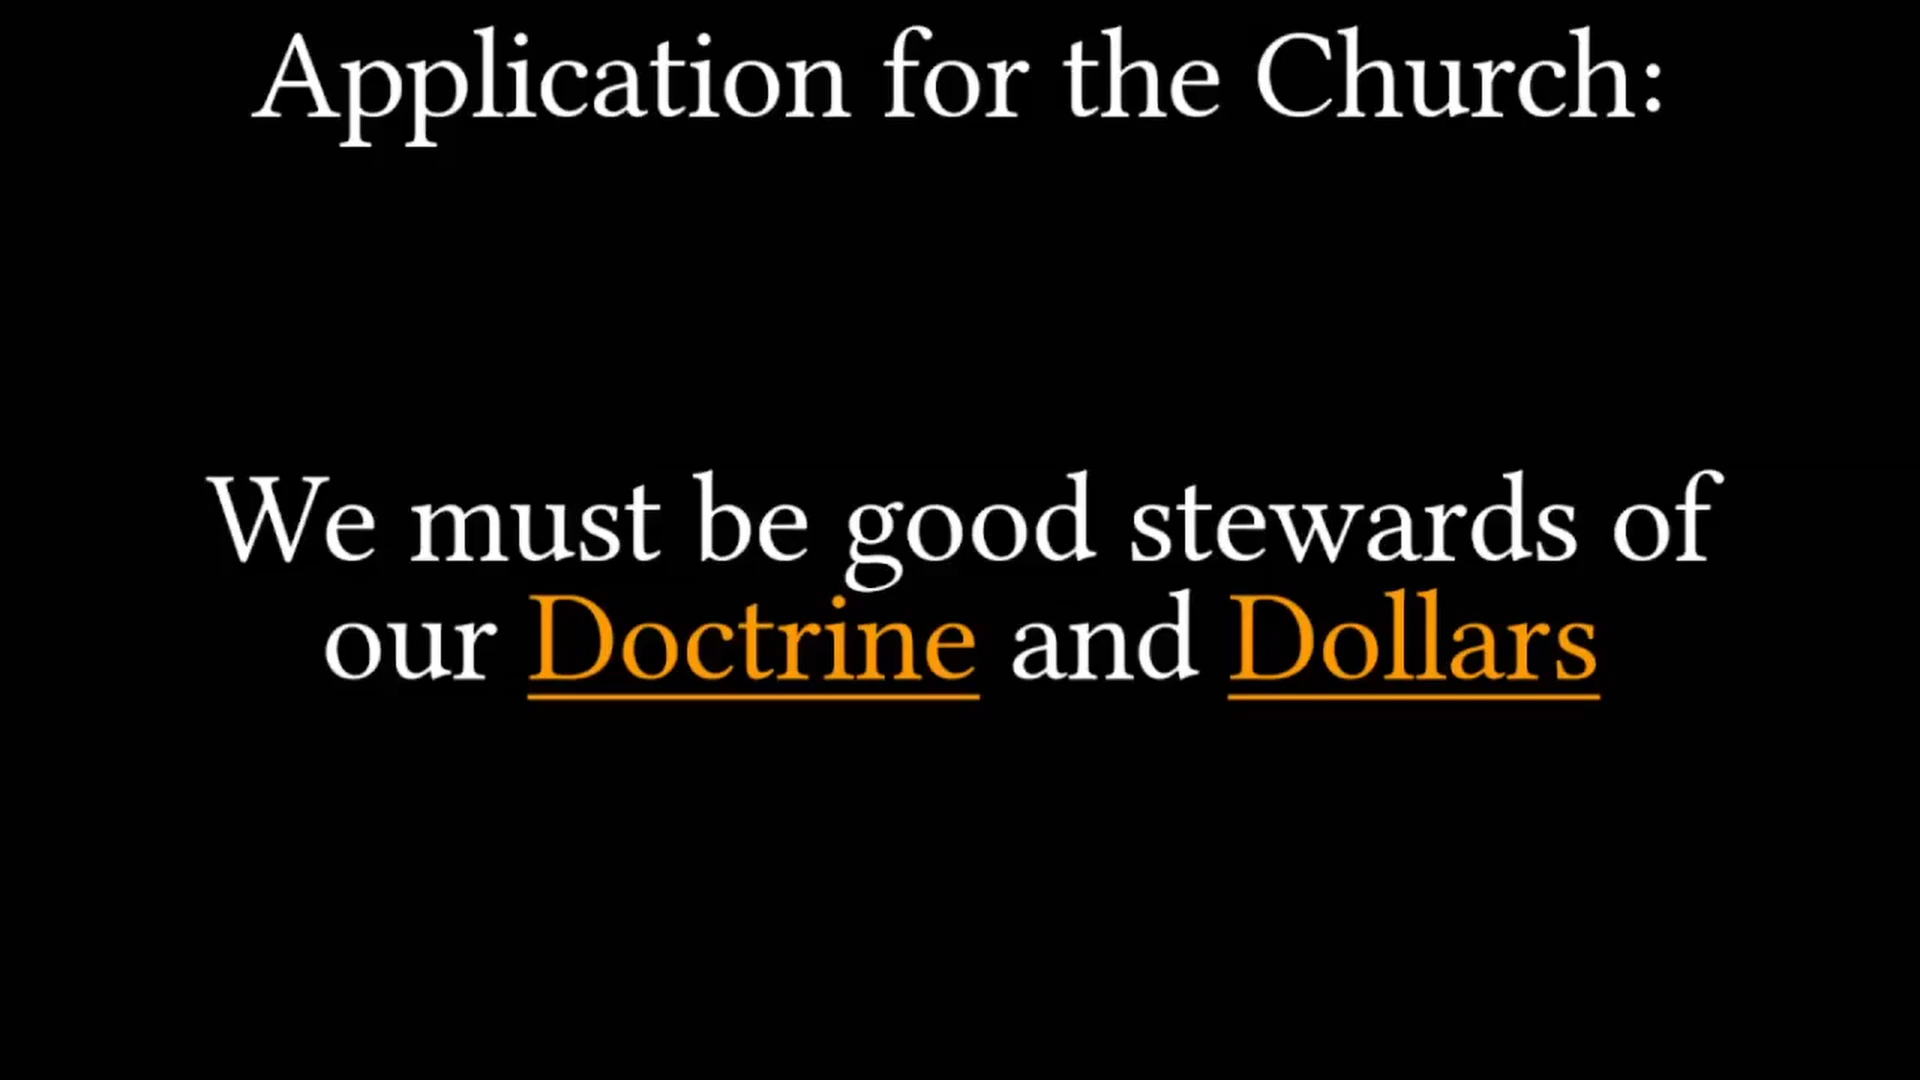 Application for the Church:
We must be good stewards of
our Doctrine and Dollars